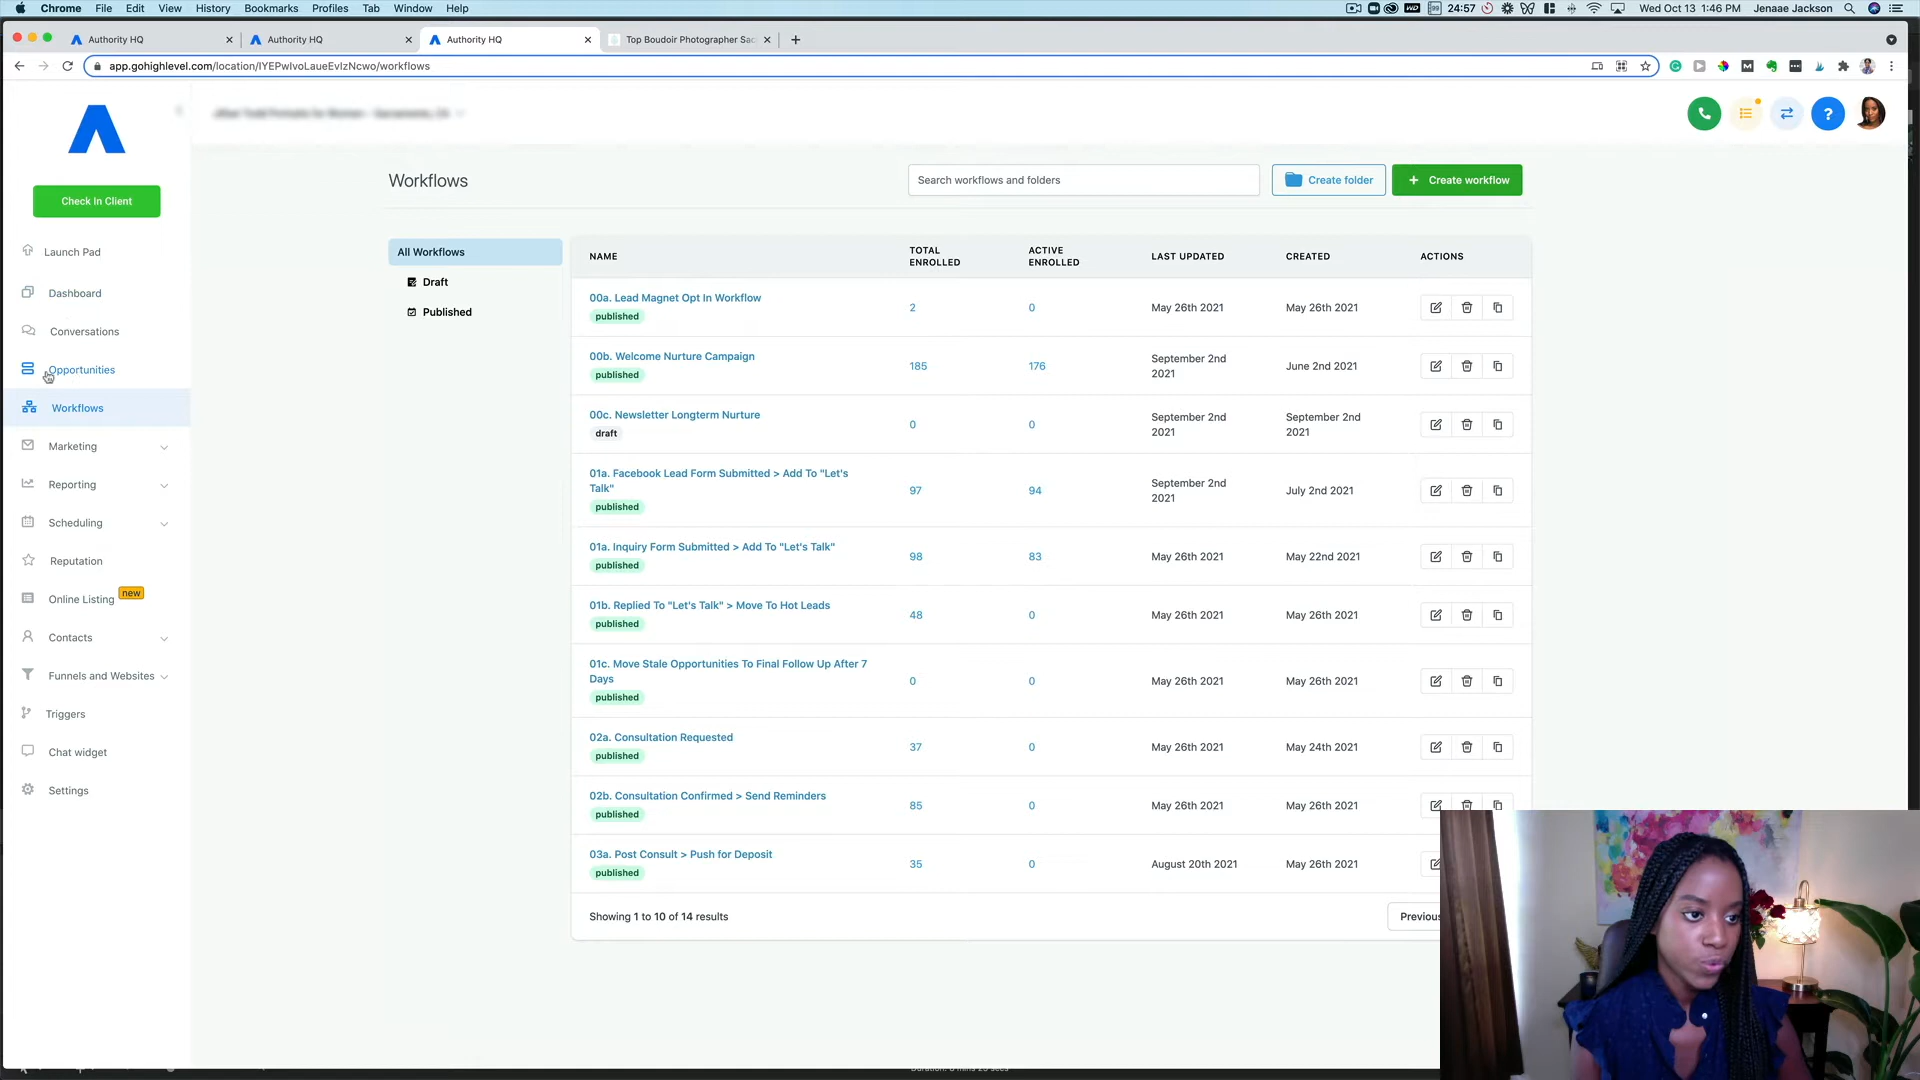 Chrome File Edit View History Bookmarks Profiles Tab Window Help 24:57 Wed Oct 13 1:46 PM Jenaae Jackson
Authority HQ Authority HQ Authority HQ Top Boudoir Photographer Sac
app.gohighlevel.com/location/IYEPwIvoLaueEvIzNcwo/workflows
Check In Client
Launch Pad
Dashboard
Conversations
Opportunities
Workflows
Marketing
Reporting
Scheduling
Reputation
Online Listing new
Contacts
Funnels and Websites
Triggers
Chat widget
Settings
Workflows
Search workflows and folders
Create folder
+ Create workflow
All Workflows
Draft
Published
NAME TOTAL ENROLLED ACTIVE ENROLLED LAST UPDATED CREATED ACTIONS
00a. Lead Magnet Opt In Workflow
published
2 0 May 26th 2021 May 26th 2021
00b. Welcome Nurture Campaign
published
185 176 September 2nd 2021 June 2nd 2021
00c. Newsletter Longterm Nurture
draft
0 0 September 2nd 2021 September 2nd 2021
01a. Facebook Lead Form Submitted > Add To "Let's
Talk"
published
97 94 September 2nd 2021 July 2nd 2021
01a. Inquiry Form Submitted > Add To "Let's Talk"
published
98 83 May 26th 2021 May 22nd 2021
01b. Replied To "Let's Talk" > Move To Hot Leads
published
48 0 May 26th 2021 May 26th 2021
01c. Move Stale Opportunities To Final Follow Up After 7
Days
published
0 0 May 26th 2021 May 26th 2021
02a. Consultation Requested
published
37 0 May 26th 2021 May 24th 2021
02b. Consultation Confirmed > Send Reminders
published
85 0 May 26th 2021 May 26th 2021
03a. Post Consult > Push for Deposit
published
35 0 August 20th 2021 May 26th 2021
Showing 1 to 10 of 14 results
Previous